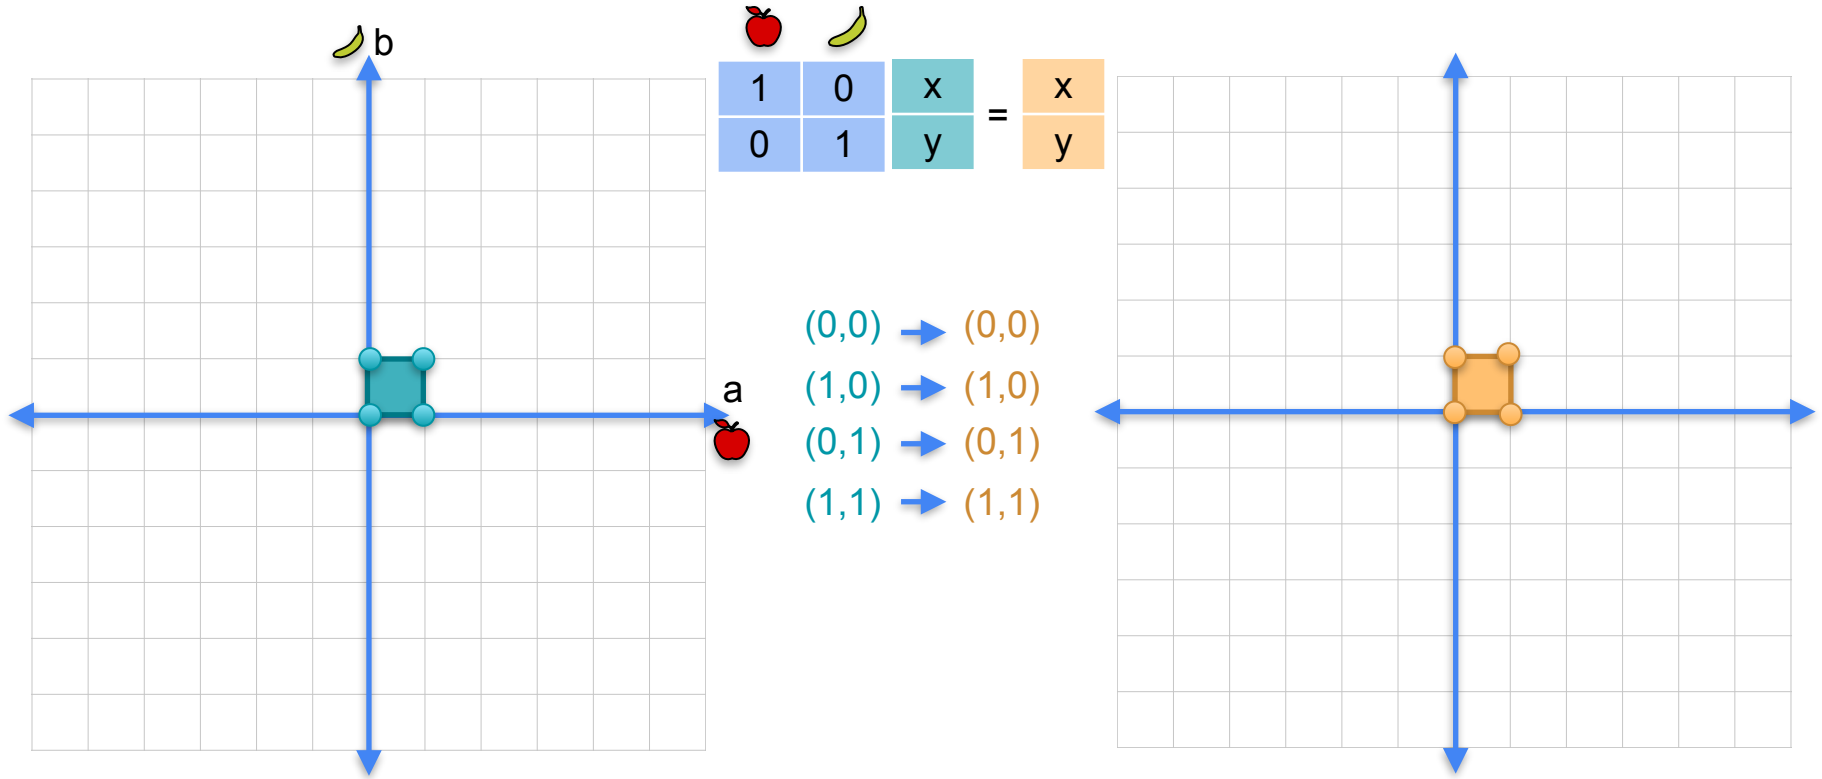 b
1 0 x = x
0 1 y y
a
(0,0) (0,0)
(1,0) (1,0)
(0,1) (0,1)
(1,1) (1,1)